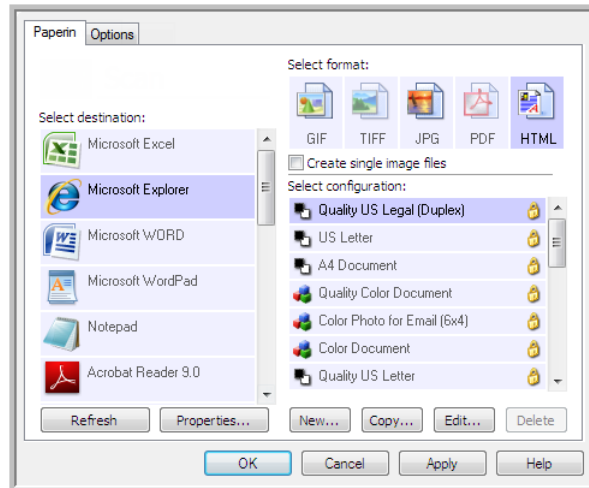 Paperin Options
Select format:
GIF TIFF JPG PDF HTML
Create single image files
Select destination:
Microsoft Excel
Microsoft Explorer
Microsoft WORD
Microsoft WordPad
Notepad
Acrobat Reader 9.0
Select configuration:
Quality US Legal (Duplex)
US Letter
A4 Document
Quality Color Document
Color Photo for Email (6x4)
Color Document
Quality US Letter
Refresh Properties... New... Copy... Edit... Delete
OK Cancel Apply Help